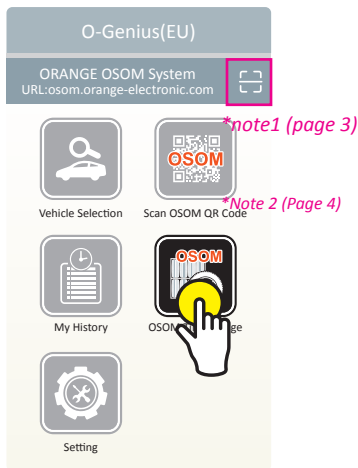 O-Genius(EU)
ORANGE OSOM System
URL:osom.orange-electronic.com
*note1 (page 3)
OSOM
*Note 2 (Page 4)
Vehicle Selection
Scan OSOM QR Code
OSOM
My History
OSOM
Setting